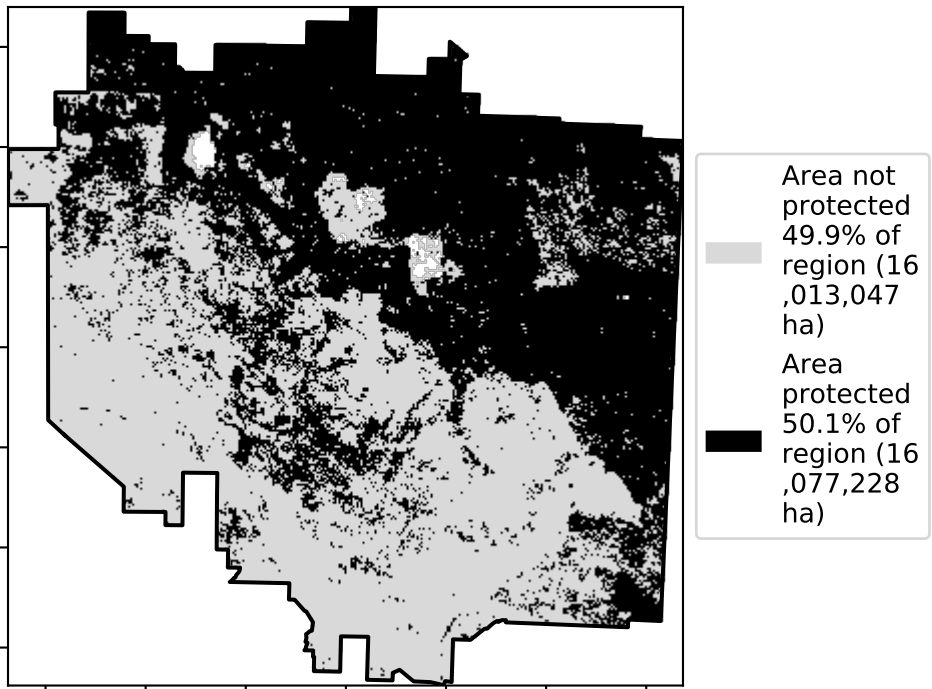 Area not
protected
49.9% of
region (16
,013,047
ha)
Area
protected
50.1% of
region (16
,077,228
ha)